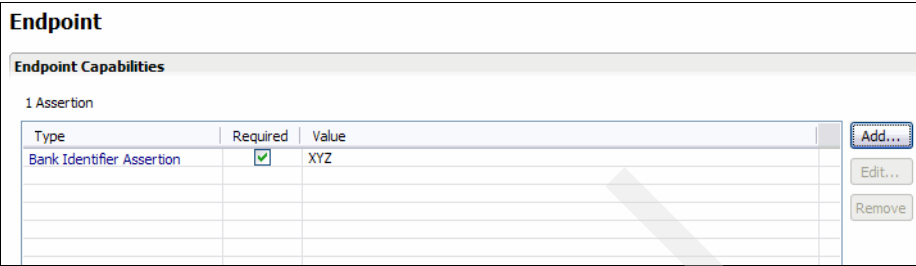 Endpoint
Endpoint Capabilities
1 Assertion
Type Required Value
Add...
Bank Identifier Assertion XYZ
Edit...
Remove